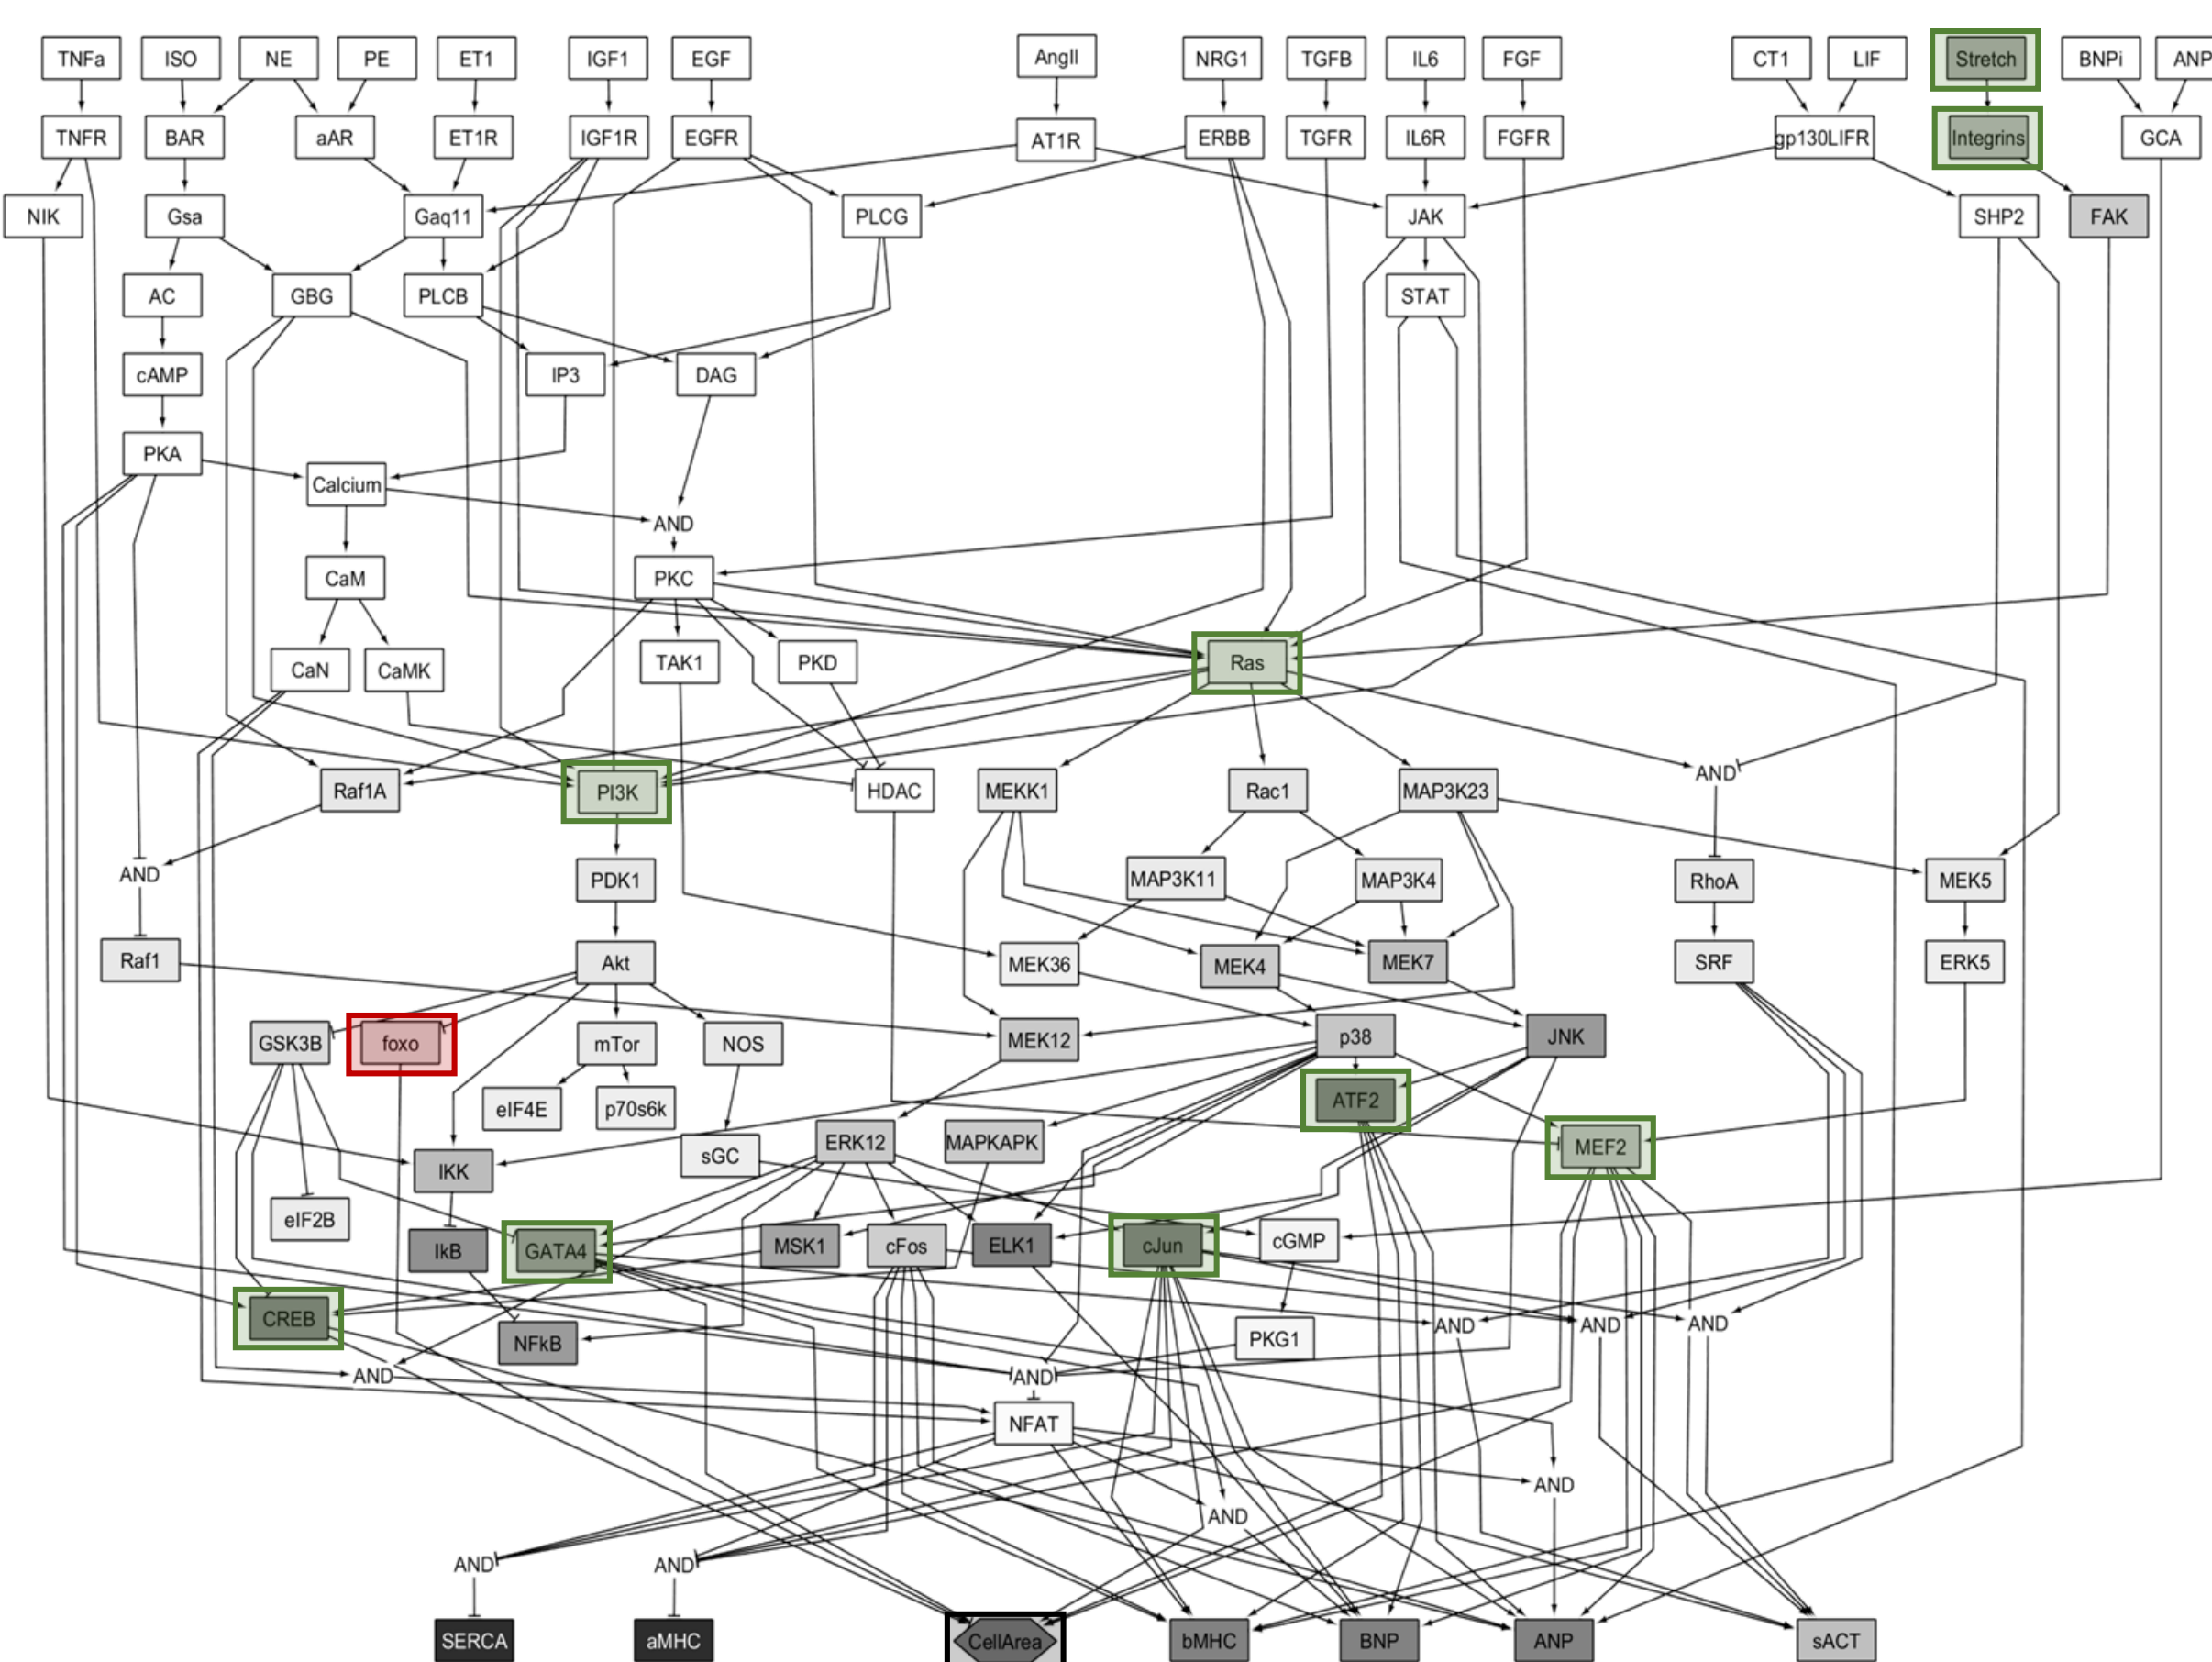 TNFa ISO NE PE ET1 IGF1 EGF AngII NRG1 TGFB IL6 FGF CT1 LIF Stretch BNPi ANP
TNFR BAR aAR ET1R IGF1R EGFR AT1R ERBB TGFR IL6R FGFR gp130LIFR Integrins GCA
NIK Gsa Gaq11 PLCG JAK SHP2 FAK
AC GBG PLCB STAT
cAMP IP3 DAG
PKA Calcium
AND
CaM PKC
CaN CaMK TAK1 PKD Ras
Raf1A PI3K HDAC MEKK1 Rac1 MAP3K23 AND
AND PDK1 MAP3K11 MAP3K4 RhoA MEK5
Raf1 Akt MEK36 MEK4 MEK7 SRF ERK5
GSK3B foxo mTor NOS MEK12 p38 JNK
eIF4E p70s6k ATF2
IKK sGC ERK12 MAPKAPK MEF2
eIF2B
IkB GATA4 MSK1 cFos ELK1 cJun cGMP
CREB NFkB PKG1 AND AND AND
AND AND
NFAT
AND
AND
AND AND
SERCA aMHC CellArea bMHC BNP ANP sACT